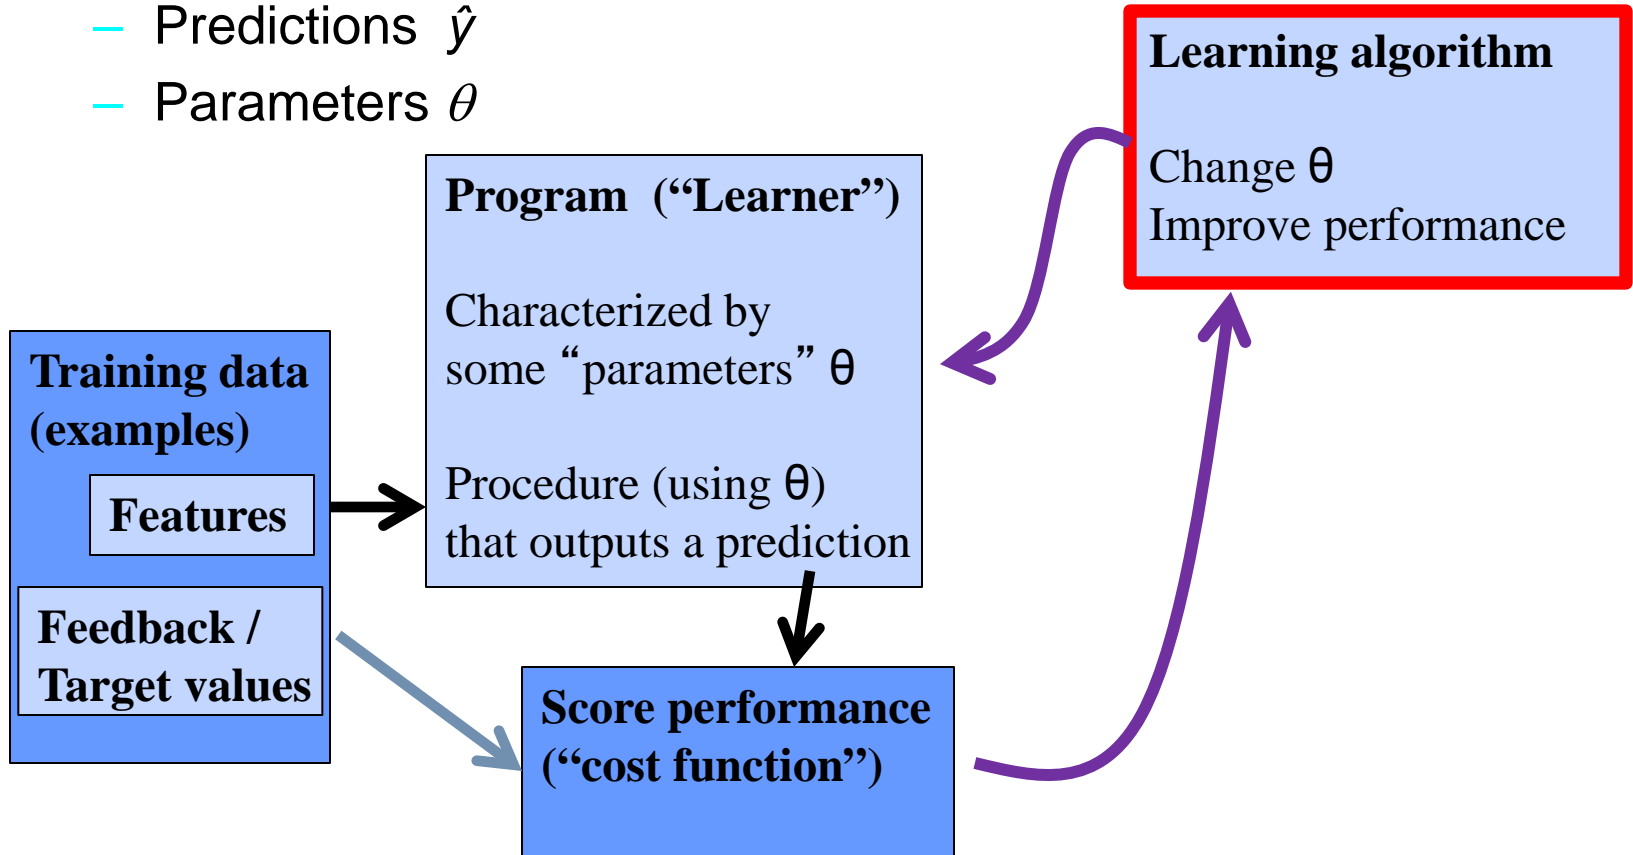 – Predictions ŷ
– Parameters θ
Learning algorithm
Change θ
Improve performance
Program (“Learner”)
Characterized by
some “parameters” θ
Procedure (using θ)
that outputs a prediction
Training data
(examples)
Features
Feedback /
Target values
Score performance
(“cost function”)